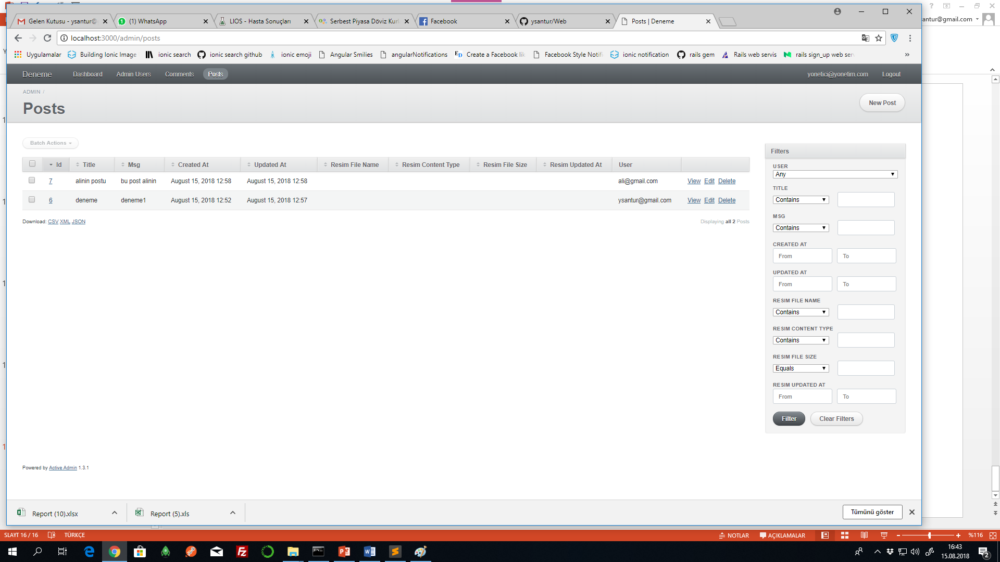 Gelen Kutusu - ysantur@
(1) WhatsApp
LIOS - Hasta Sonuçları
Serbest Piyasa Döviz Kurl
Facebook
ysantur/Web
Posts | Deneme
antur@gmail.com
localhost:3000/admin/posts
Uygulamalar
Building Ionic Image
ionic search
ionic search github
ionic emoji
Angular Smilies
angularNotifications
Create a Facebook lik
Facebook Style Notifi
ionic notification
rails gem
Rails web servis
rails sign_up web serv
»
Deneme Dashboard Admin Users Comments Posts yonetici@yonetim.com Logout
ADMIN /
Posts
New Post
Batch Actions
Id Title Msg Created At Updated At Resim File Name Resim Content Type Resim File Size Resim Updated At User
7 alinin postu bu post alinin August 15, 2018 12:58 August 15, 2018 12:58 ali@gmail.com View Edit Delete
6 deneme deneme1 August 15, 2018 12:52 August 15, 2018 12:57 ysantur@gmail.com View Edit Delete
Download: CSV XML JSON
Displaying all 2 Posts
Filters
USER
Any
TITLE
Contains
MSG
Contains
CREATED AT
From To
UPDATED AT
From To
RESIM FILE NAME
Contains
RESIM CONTENT TYPE
Contains
RESIM FILE SIZE
Equals
RESIM UPDATED AT
From To
Filter Clear Filters
Powered by Active Admin 1.3.1
Report (10).xlsx
Report (5).xls
Tümünü göster
SLAYT 16 / 16 TÜRKÇE NOTLAR AÇIKLAMALAR %116
16:43
15.08.2018
2